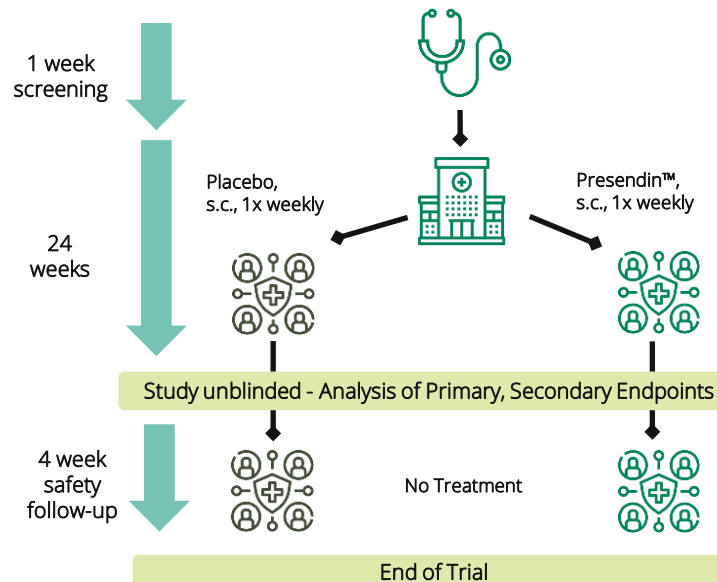 1 week
screening
Placebo,
s.c., 1x weekly
Presendin™,
s.c., 1x weekly
24
weeks
Study unblinded - Analysis of Primary, Secondary Endpoints
4 week
safety
follow-up
No Treatment
End of Trial